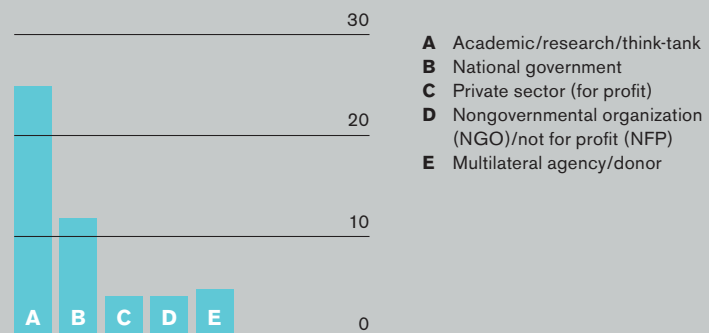 30
20
10
0
A B C D E
A Academic/research/think-tank
B National government
C Private sector (for profit)
D Nongovernmental organization
(NGO)/not for profit (NFP)
E Multilateral agency/donor